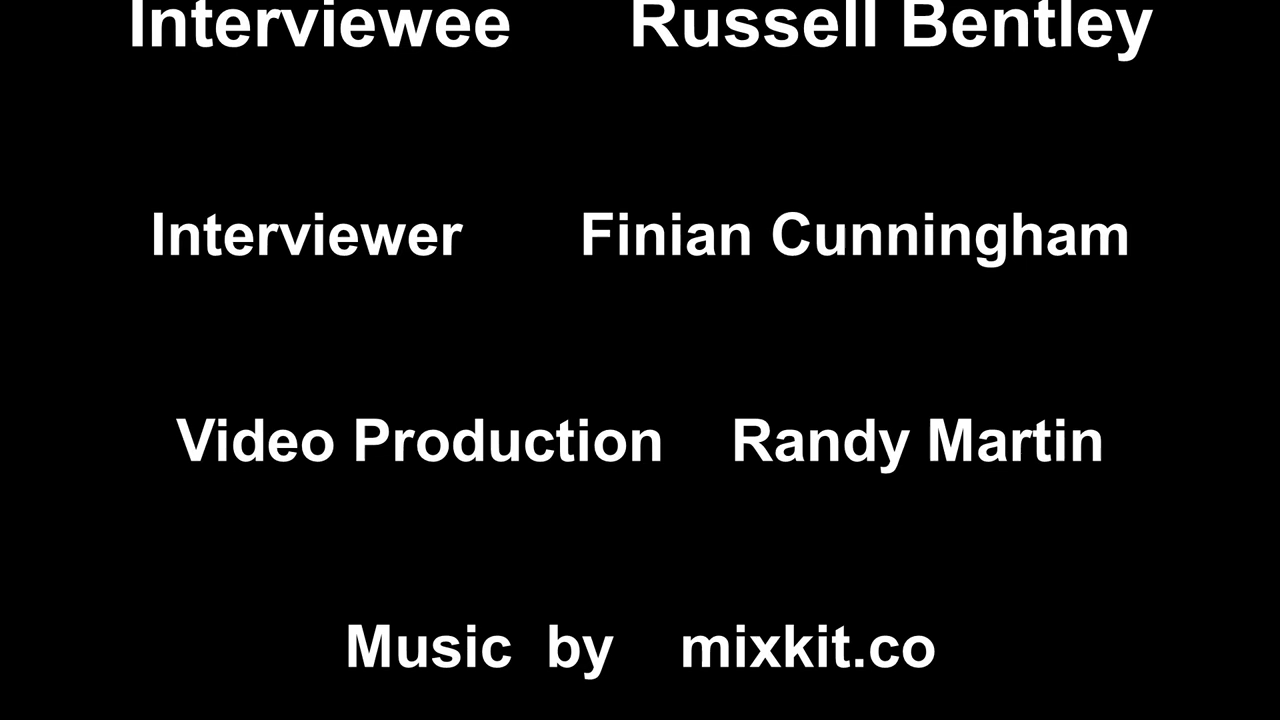 Interviewee Russell Bentley
Interviewer Finian Cunningham
Video Production Randy Martin
Music by mixkit.co